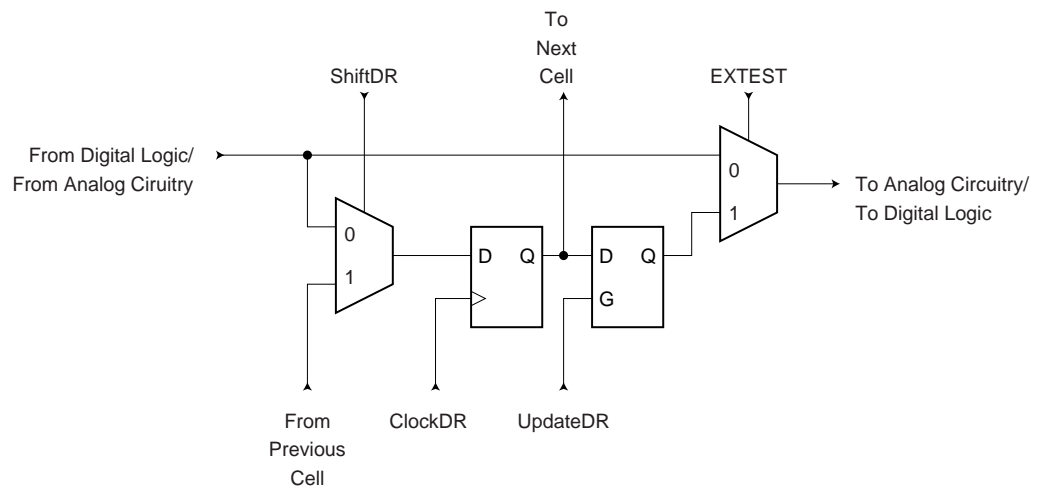 To
Next
Cell
ShiftDR
EXTEST
From Digital Logic/
From Analog Ciruitry
0
1
To Analog Circuitry/
To Digital Logic
0
1
D Q
D Q
G
From
Previous
Cell
ClockDR
UpdateDR